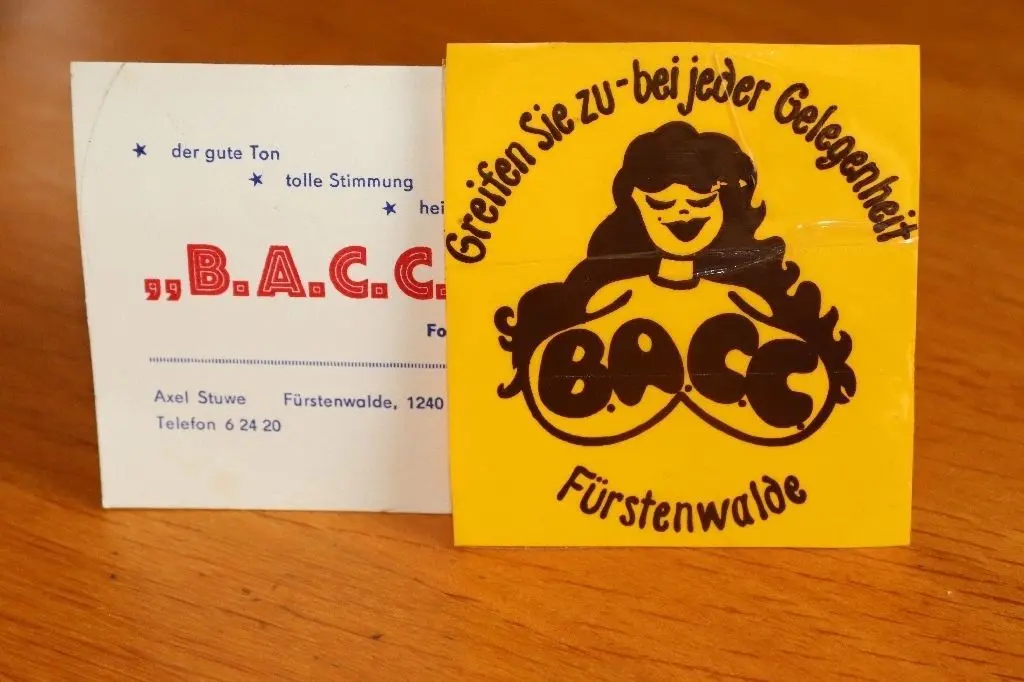 der gute Ton
tolle Stimmung
hei
„B.A.C.C.
Fo
Axel Stuwe Fürstenwalde, 1240
Telefon 6 24 20
Greifen Sie zu-bei jeder Gelegenheit
B.A.C.C.
Fürstenwalde